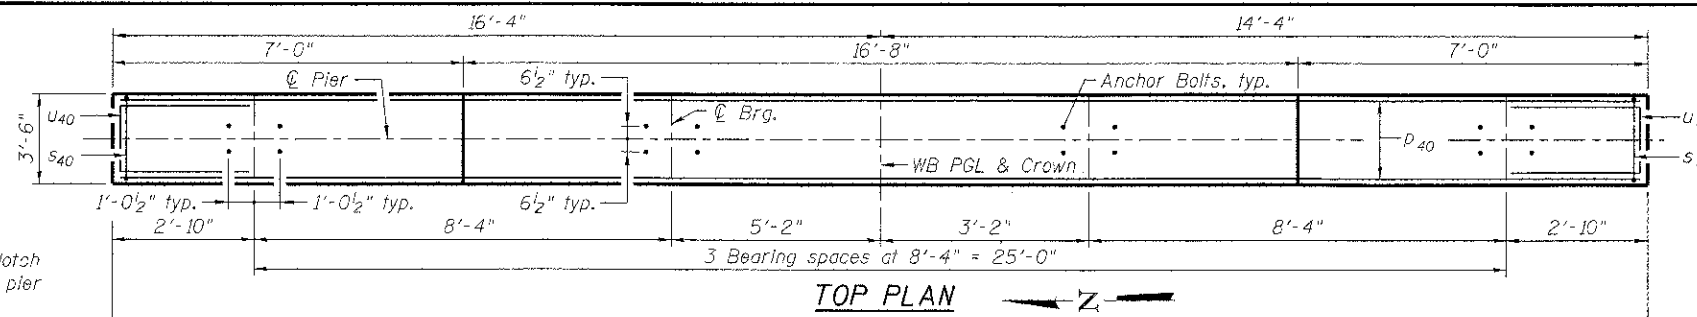 16'-4" 14'-4"
7'-0" 16'-8" 7'-0"
℄ Pier 6½" typ. Anchor Bolts, typ.
u40 ℄ Brg. u
3'-6" p40
s40 WB PGL & Crown s
1'-0½" typ. 1'-0½" typ. 6½" typ.
2'-10" 8'-4" 5'-2" 3'-2" 8'-4" 2'-10"
3 Bearing spaces at 8'-4" = 25'-0"
otch
pier
TOP PLAN Z